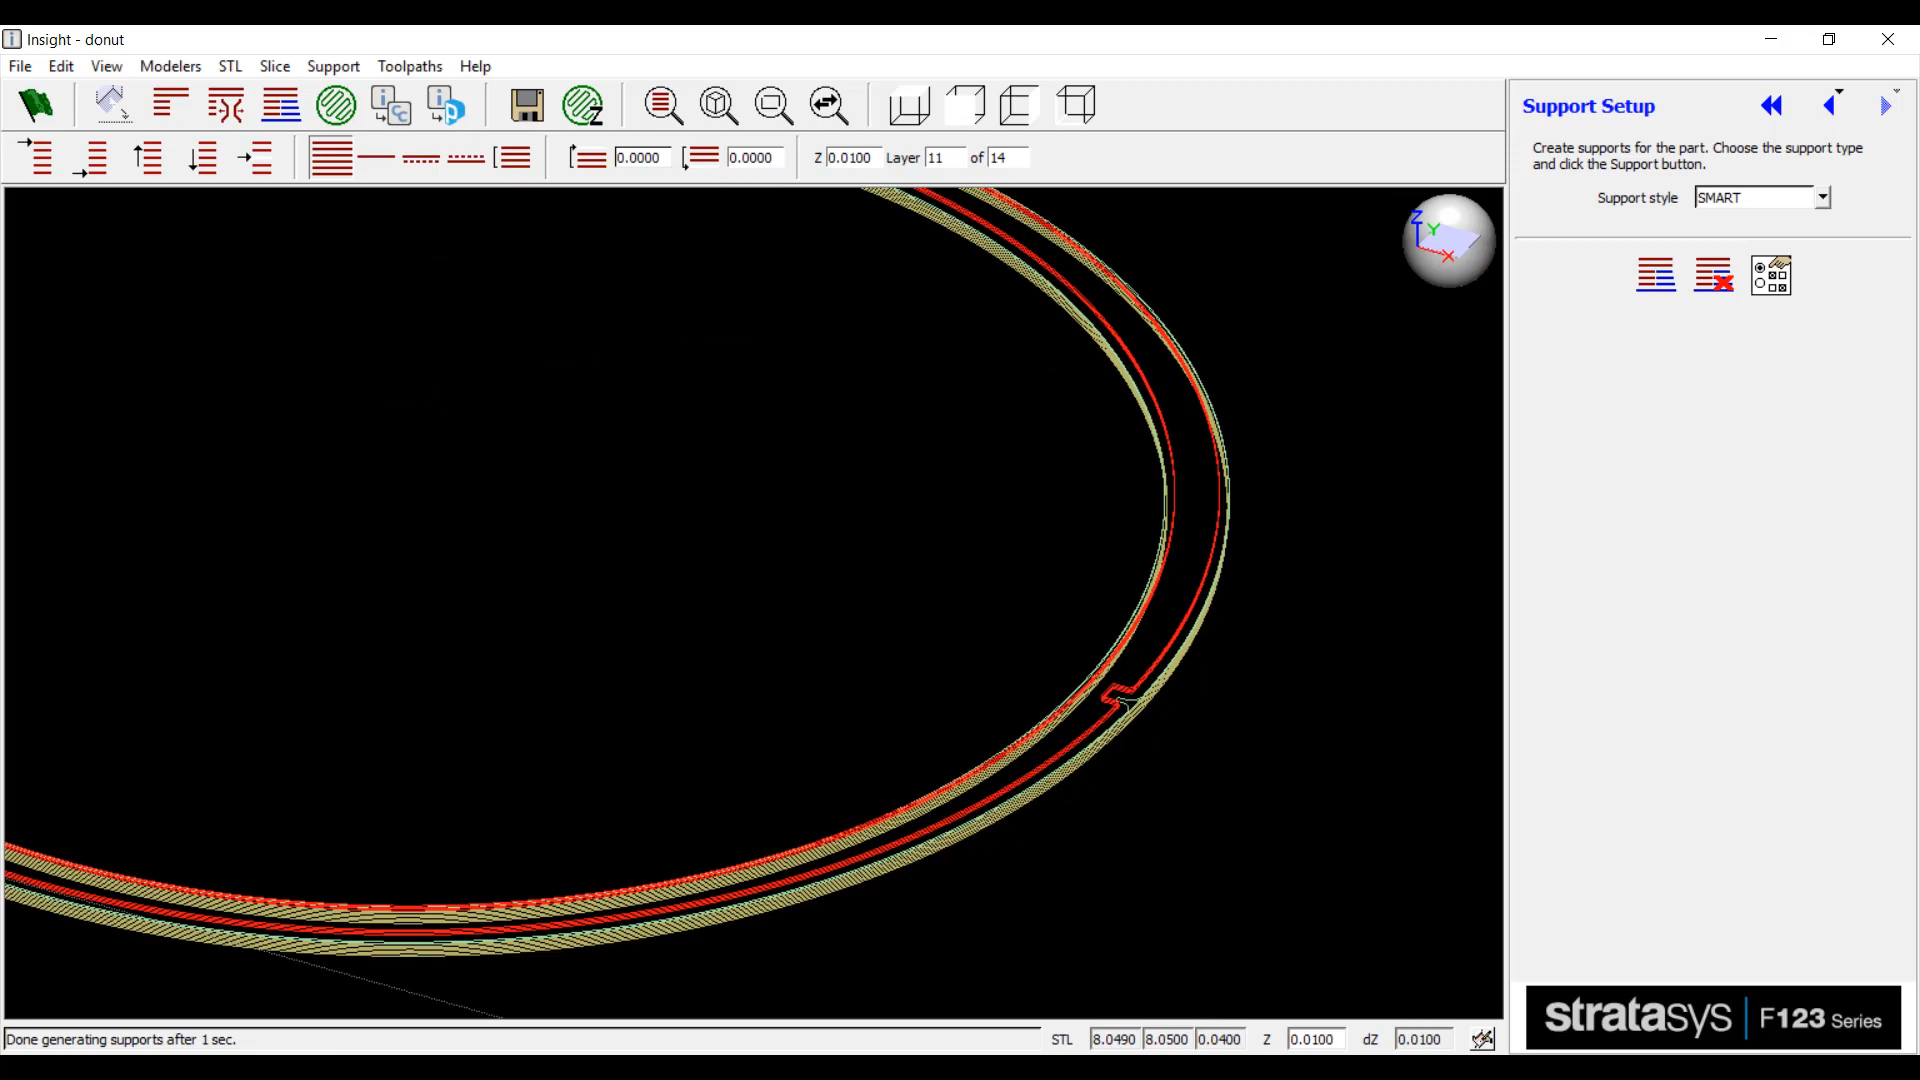 Insight - donut
File Edit View Modelers STL Slice Support Toolpaths Help
0.0000 0.0000 Z 0.0100 Layer 11 of 14
Z Y X
Support Setup
Create supports for the part. Choose the support type
and click the Support button.
Support style SMART
Done generating supports after 1 sec.
STL 8.0490 8.0500 0.0400 Z 0.0100 dZ 0.0100
stratasys F123 Series